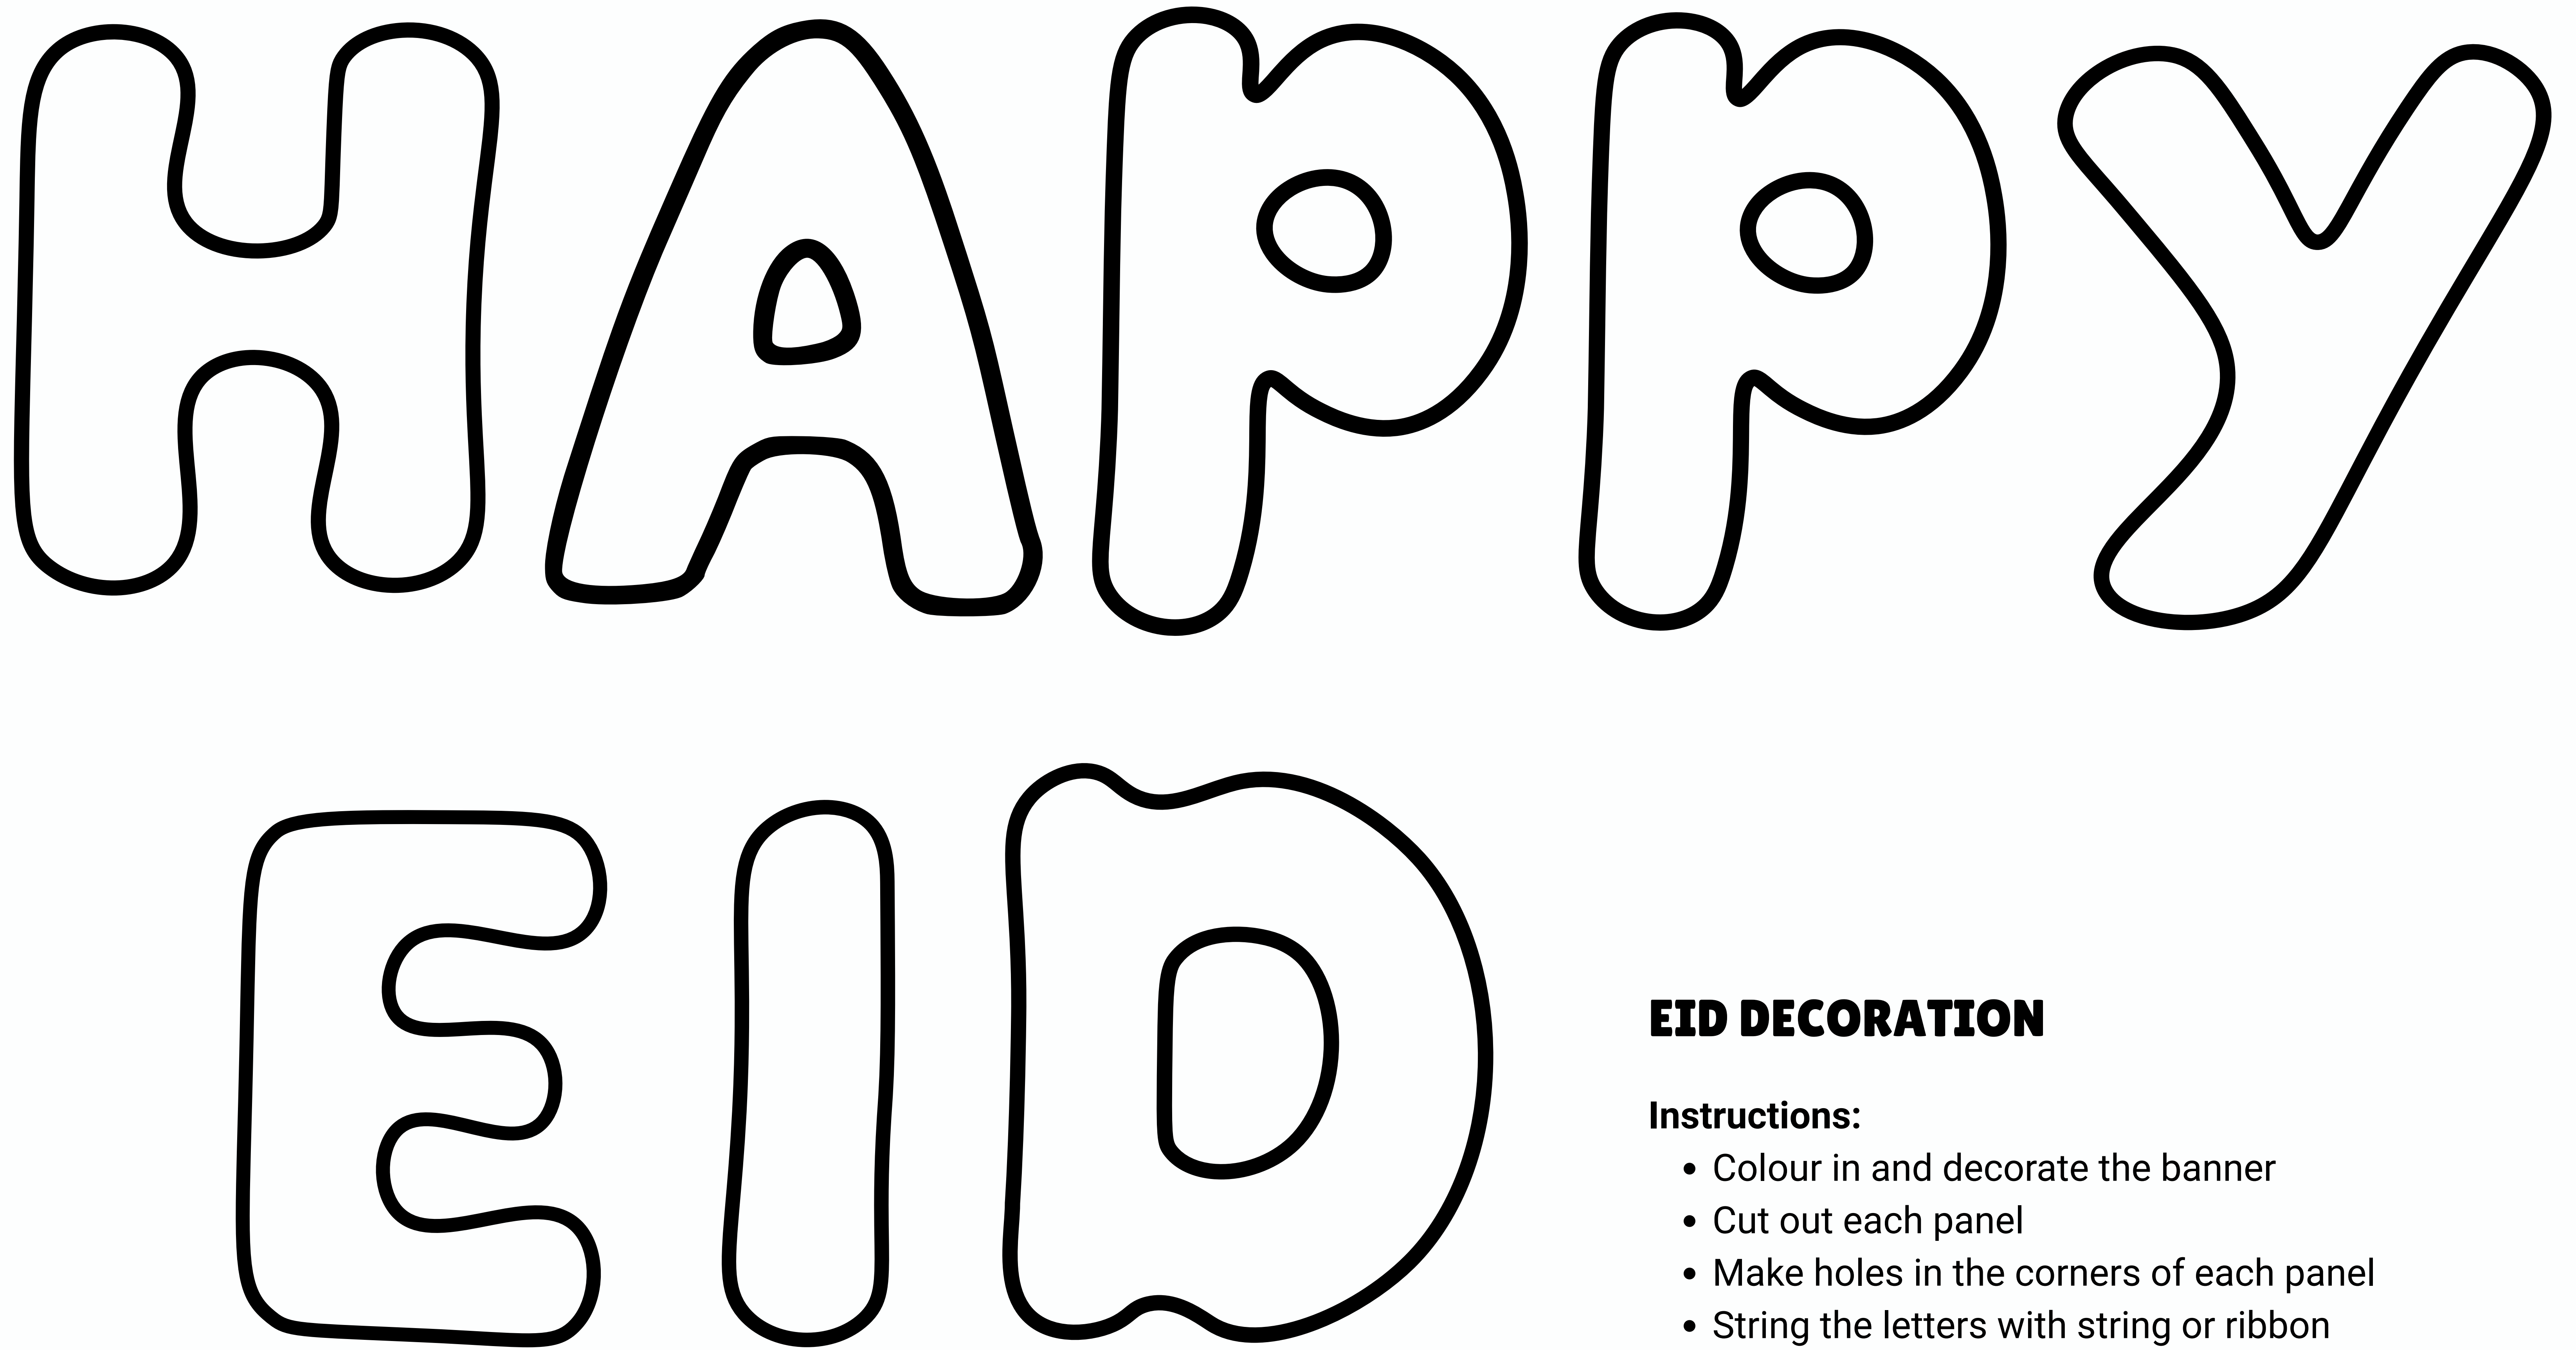 HAPPY
EID
EID DECORATION
Instructions:
• Colour in and decorate the banner
• Cut out each panel
• Make holes in the corners of each panel
• String the letters with string or ribbon